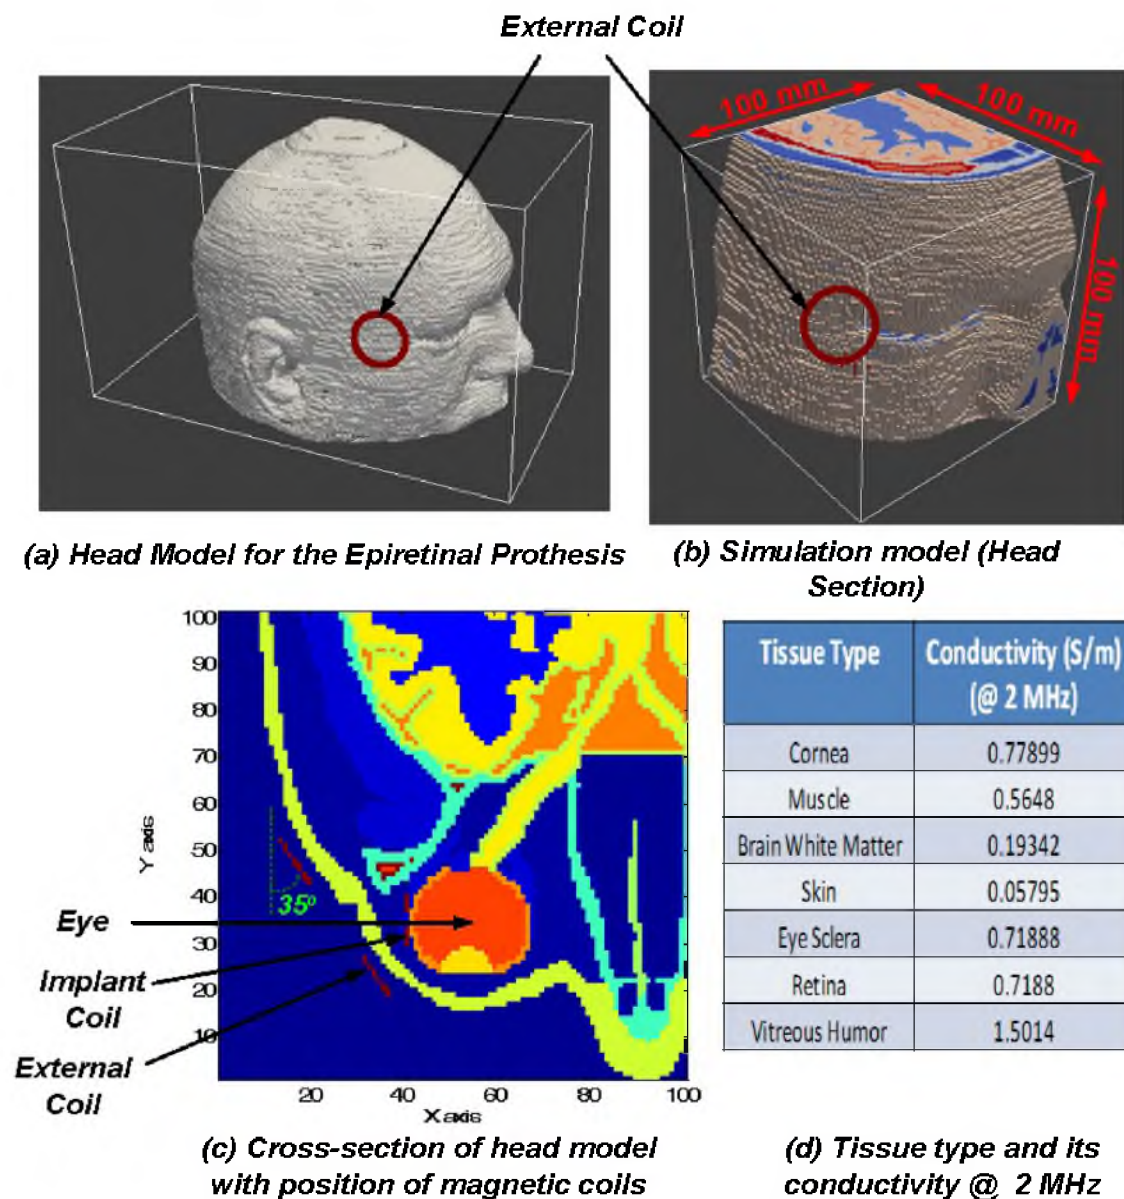 External Coil
100 mm
100 mm
100 mm
(a) Head Model for the Epiretinal Prothesis
(b) Simulation model (Head
Section)
100
90
80
70
60
50
40
30
20
10
Y axis
35º
Eye
Implant
Coil
External
Coil
20
40
60
80
100
X axis
(c) Cross-section of head model
with position of magnetic coils
Tissue Type Conductivity (S/m)
(@ 2 MHz)
Cornea 0.77899
Muscle 0.5648
Brain White Matter 0.19342
Skin 0.05795
Eye Sclera 0.71888
Retina 0.7188
Vitreous Humor 1.5014
(d) Tissue type and its
conductivity @ 2 MHz